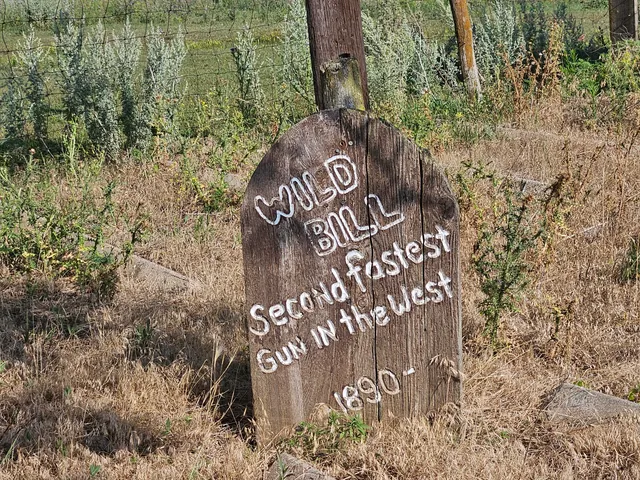 WILD
BILL
Second fastest
GUN IN the West
1890-